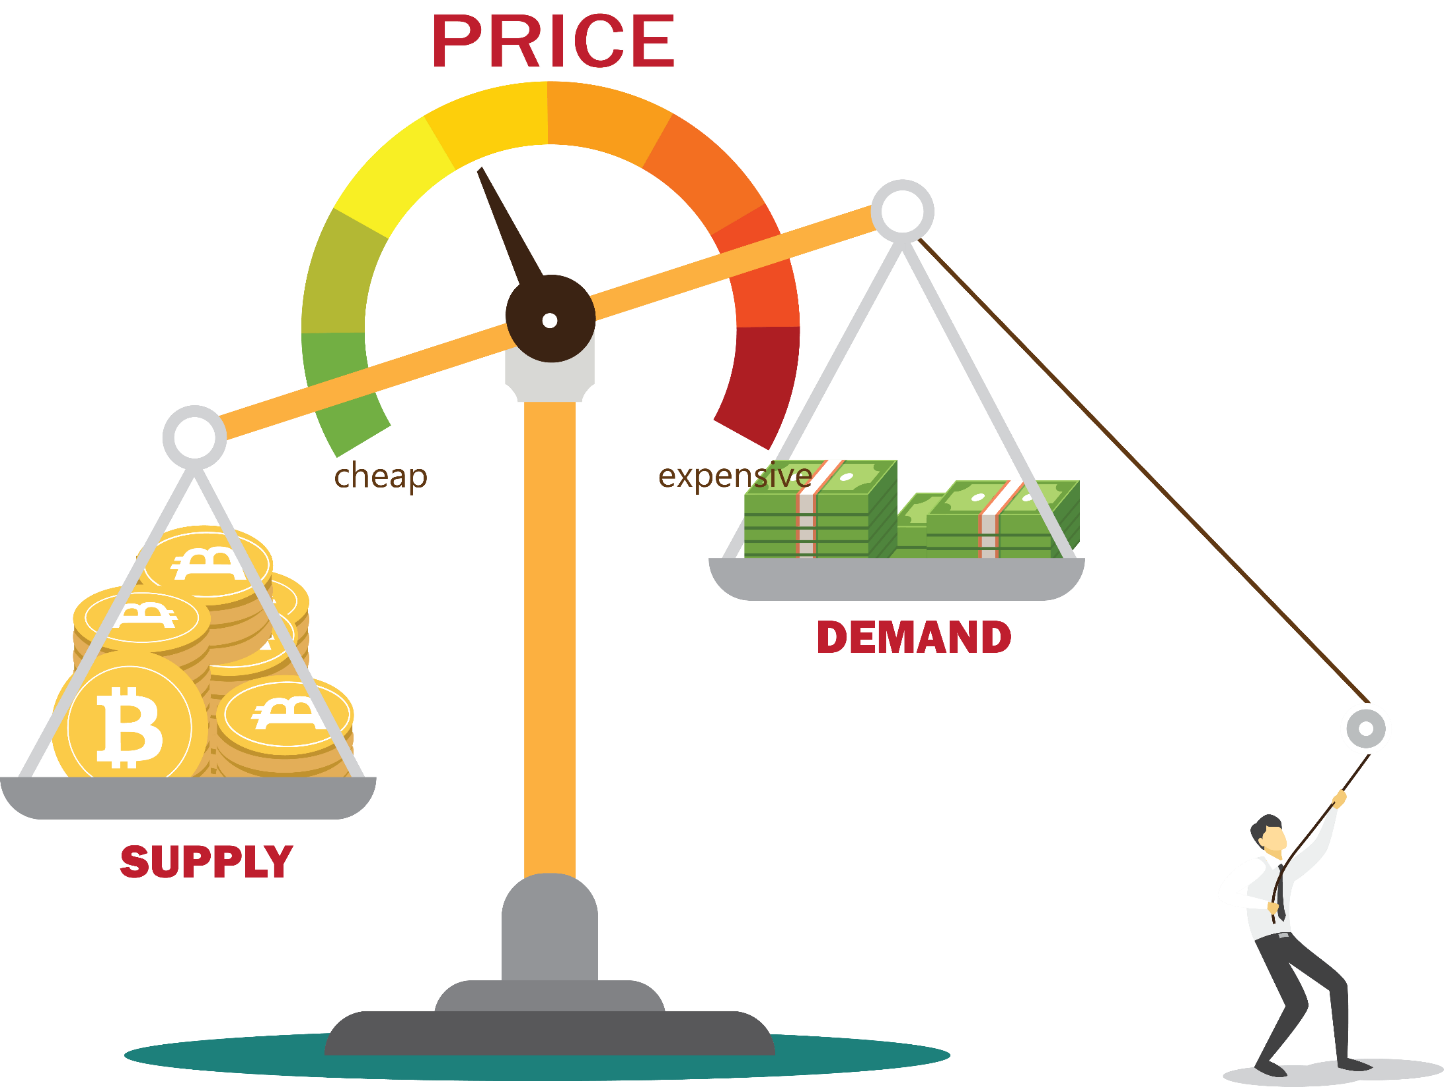 PRICE
cheap
expensive
DEMAND
SUPPLY